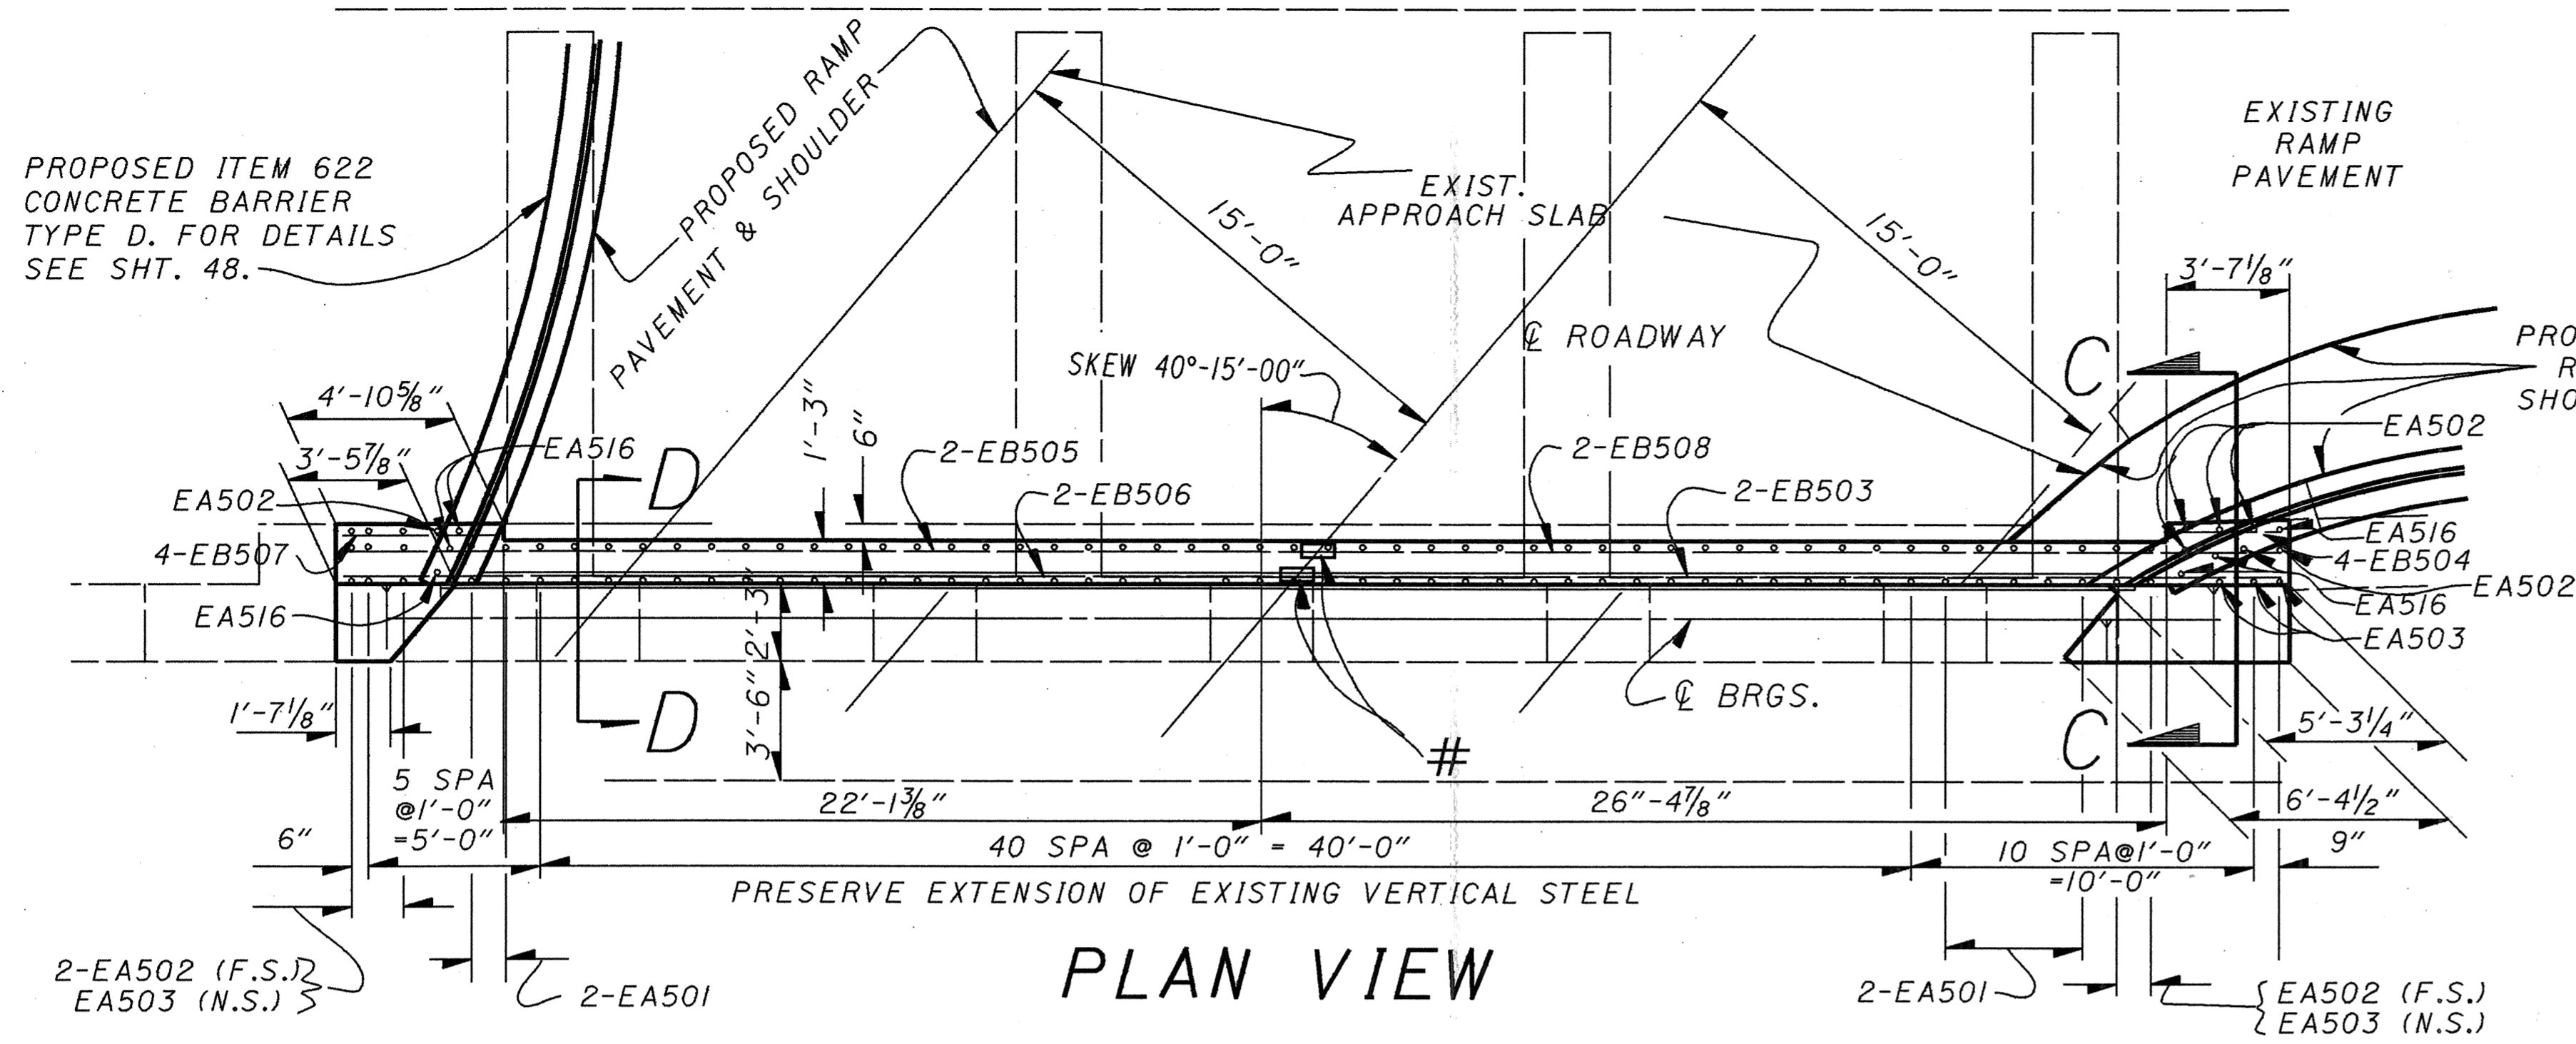 PROPOSED RAMP
PAVEMENT & SHOULDER
EXISTING
RAMP
PAVEMENT
PROPOSED ITEM 622
CONCRETE BARRIER
TYPE D. FOR DETAILS
SEE SHT. 48.
EXIST.
APPROACH SLAB
15'-0"
15'-0"
3'-7 1/8"
℄ ROADWAY
SKEW 40°-15'-00"
PRO
R
SHO
C
4'-10 5/8"
3'-5 7/8"
EA516
1'-3"
6"
2-EB505
2-EB506
2-EB508
2-EB503
EA502
EA502
D
4-EB507
EA516
EA516
4-EB504
EA502
EA516
EA503
2'-3"
3'-6"
℄ BRGS.
1'-7 1/8"
D
#
C
5'-3 1/4"
5 SPA
@1'-0"
=5'-0"
6"
22'-1 3/8"
26"-4 7/8"
6'-4 1/2"
40 SPA @ 1'-0" = 40'-0"
10 SPA@1'-0"
=10'-0"
9"
PRESERVE EXTENSION OF EXISTING VERTICAL STEEL
2-EA502 (F.S.)
EA503 (N.S.)
2-EA501
PLAN VIEW
2-EA501
EA502 (F.S.)
EA503 (N.S.)